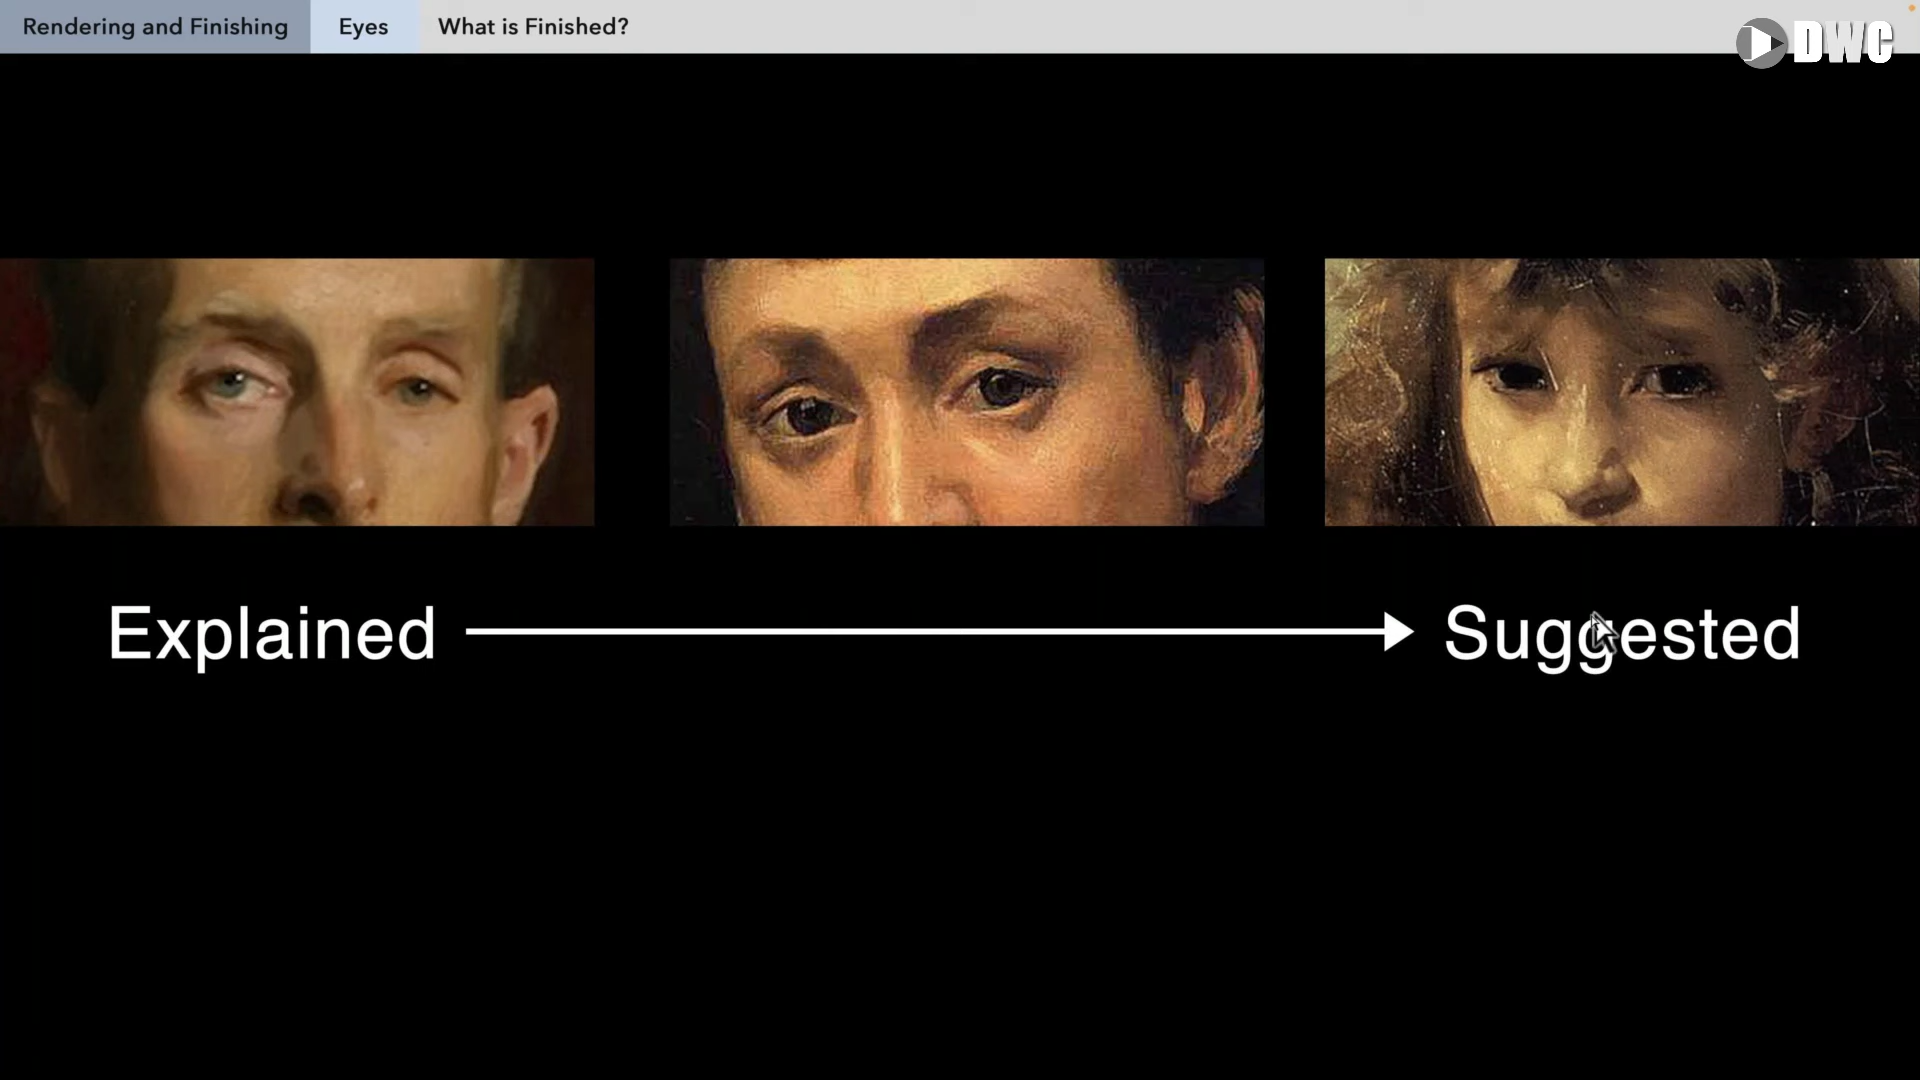 Rendering and Finishing Eyes What is Finished?
DWC
Explained Suggested